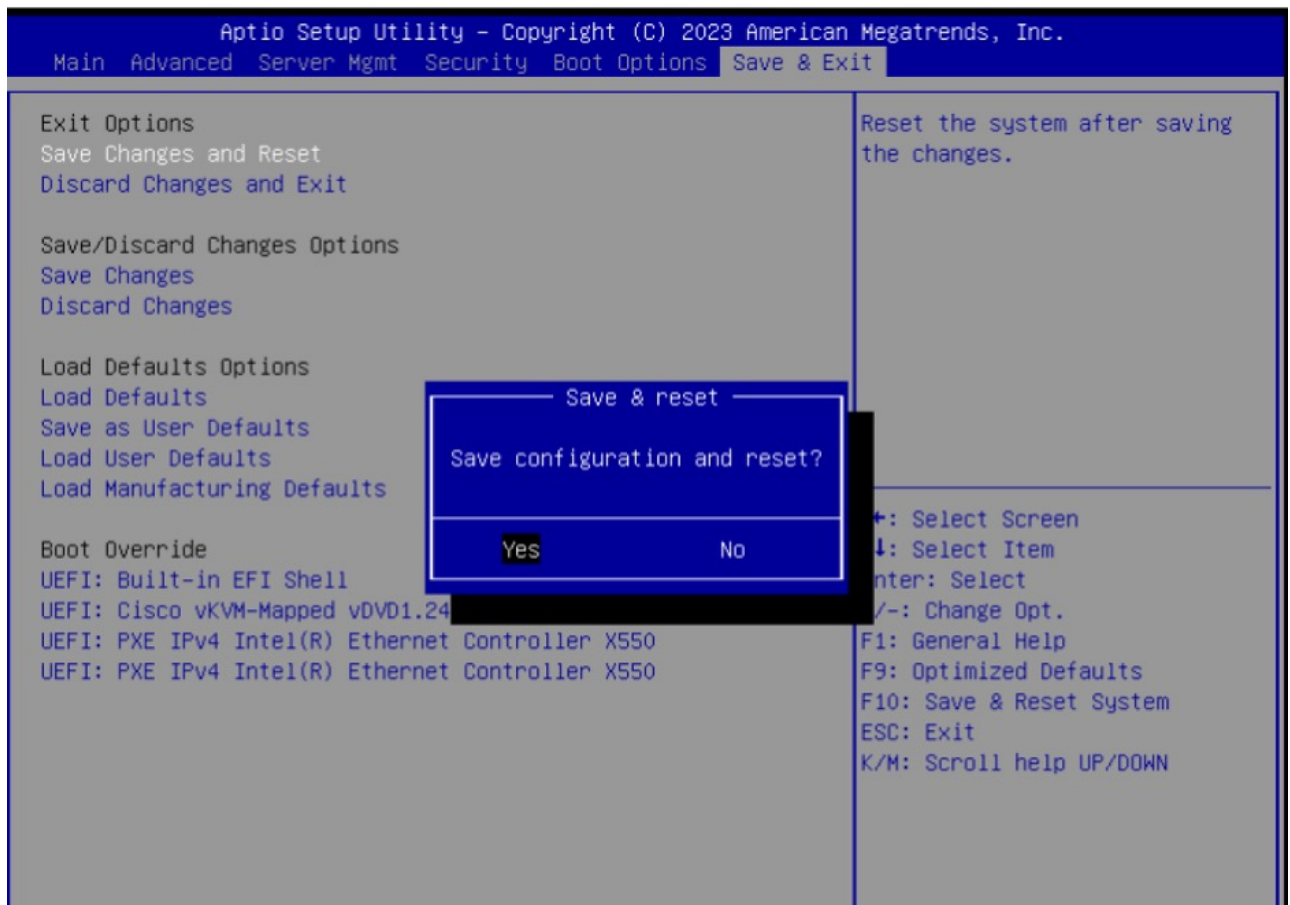 Aptio Setup Utility – Copyright (C) 2023 American Megatrends, Inc.
Main Advanced Server Mgmt Security Boot Options Save & Exit
Exit Options
Save Changes and Reset
Discard Changes and Exit
Save/Discard Changes Options
Save Changes
Discard Changes
Load Defaults Options
Load Defaults
Save as User Defaults
Load User Defaults
Load Manufacturing Defaults
Boot Override
UEFI: Built-in EFI Shell
UEFI: Cisco vKVM-Mapped vDVD1.24
UEFI: PXE IPv4 Intel(R) Ethernet Controller X550
UEFI: PXE IPv4 Intel(R) Ethernet Controller X550
Save & reset
Save configuration and reset?
Yes No
Reset the system after saving
the changes.
←: Select Screen
↓: Select Item
nter: Select
/-: Change Opt.
F1: General Help
F9: Optimized Defaults
F10: Save & Reset System
ESC: Exit
K/M: Scroll help UP/DOWN